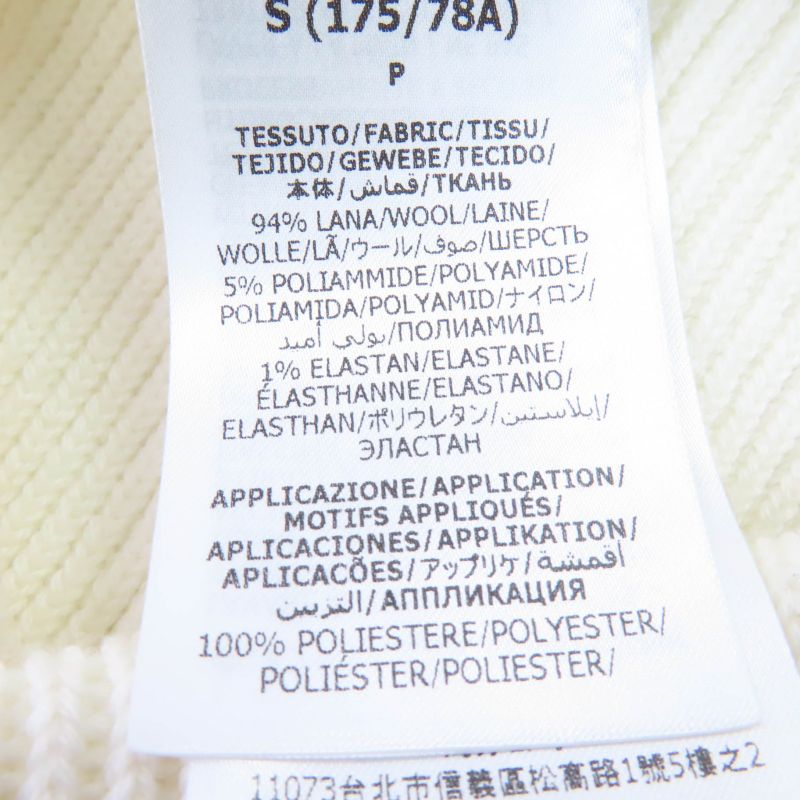 S (175/78A)
P
TESSUTO/FABRIC/TISSU/
TEJIDO/GEWEBE/TECIDO/
本体/قماش/ТКАНЬ
94% LANA/WOOL/LAINE/
WOLLE/LÃ/ウール/صوف/ШЕРСТЬ
5% POLIAMMIDE/POLYAMIDE/
POLIAMIDA/POLYAMID/ナイロン/
بولي أميد/ПОЛИАМИД
1% ELASTAN/ELASTANE/
ÉLASTHANNE/ELASTANO/
ELASTHAN/ポリウレタン/إيلاستين/
ЭЛАСТАН
APPLICAZIONE/APPLICATION/
MOTIFS APPLIQUÉS/
APLICACIONES/APPLIKATION/
APLICACÕES/アップリケ/أقمشة
التزيين/АППЛИКАЦИЯ
100% POLIESTERE/POLYESTER/
POLIÉSTER/POLIESTER/
11073台北市信義區松高路1號5樓之2